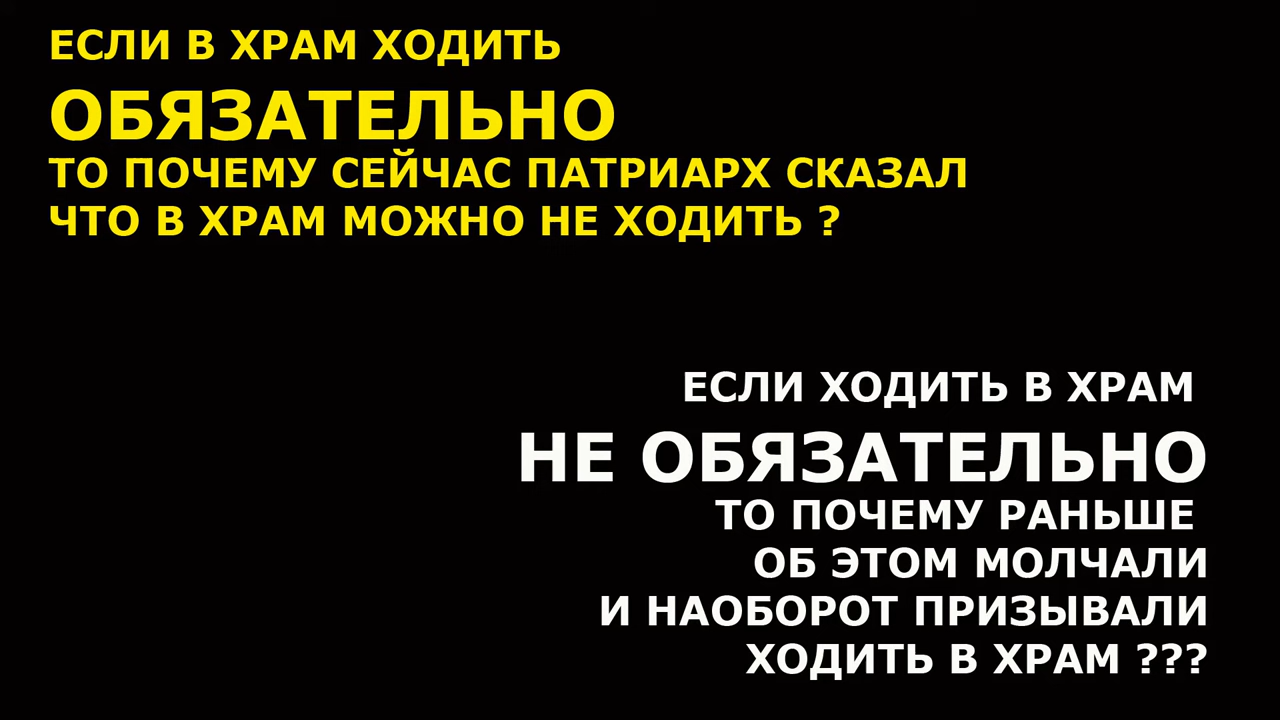 ЕСЛИ В ХРАМ ХОДИТЬ
ОБЯЗАТЕЛЬНО
ТО ПОЧЕМУ СЕЙЧАС ПАТРИАРХ СКАЗАЛ
ЧТО В ХРАМ МОЖНО НЕ ХОДИТЬ ?
ЕСЛИ ХОДИТЬ В ХРАМ
НЕ ОБЯЗАТЕЛЬНО
ТО ПОЧЕМУ РАНЬШЕ
ОБ ЭТОМ МОЛЧАЛИ
И НАОБОРОТ ПРИЗЫВАЛИ
ХОДИТЬ В ХРАМ ???